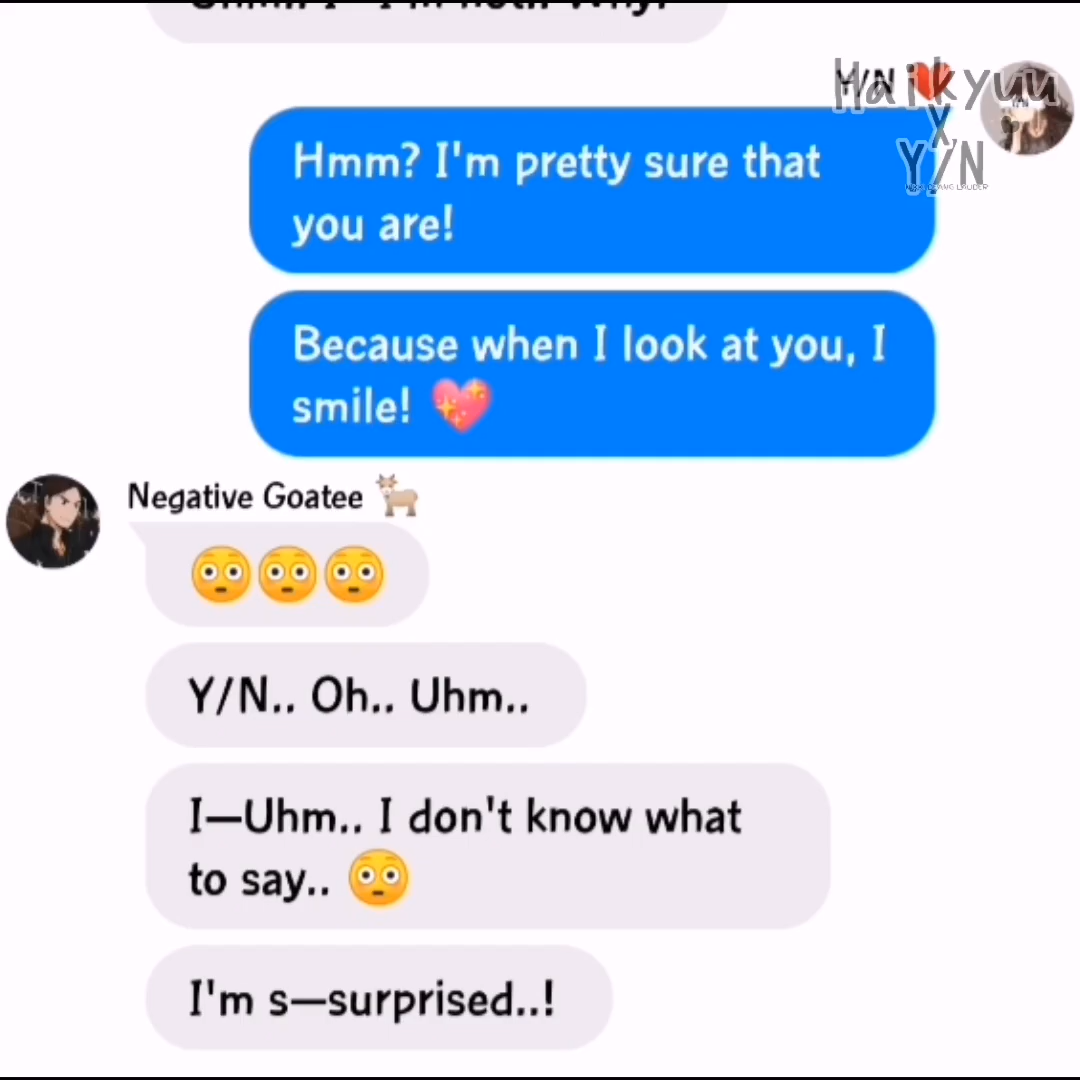 Y/N ❤️
Haikyuu
X
Y/N
Hmm? I'm pretty sure that
you are!
Because when I look at you, I
smile! 💖
Negative Goatee 🐐
😳😳😳
Y/N.. Oh.. Uhm..
I—Uhm.. I don't know what
to say.. 😳
I'm s—surprised..!